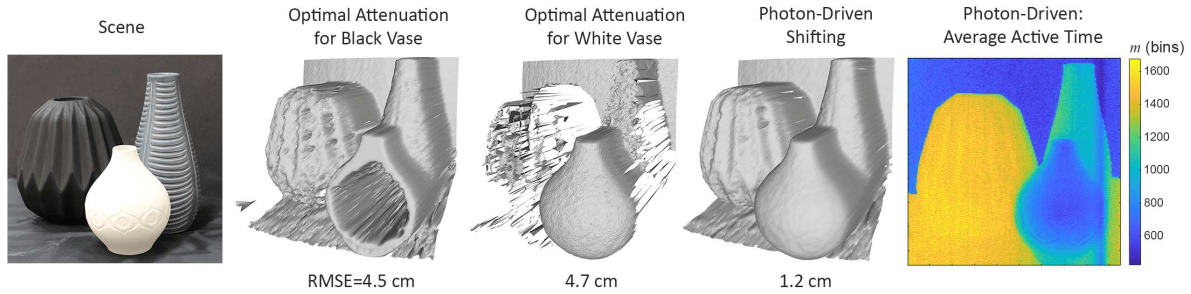 Scene
Optimal Attenuation
for Black Vase
Optimal Attenuation
for White Vase
Photon-Driven
Shifting
Photon-Driven:
Average Active Time
m (bins)
1600
1400
1200
1000
800
600
RMSE=4.5 cm
4.7 cm
1.2 cm